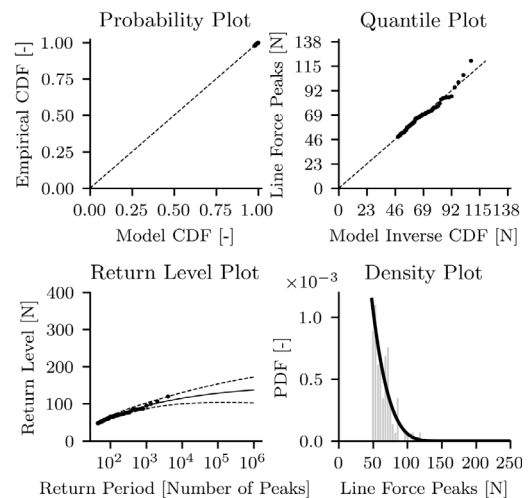 Probability Plot
Empirical CDF [-]
1.00
0.75
0.50
0.25
0.00
0.00 0.25 0.50 0.75 1.00
Model CDF [-]
Quantile Plot
Line Force Peaks [N]
138
115
92
69
46
23
0
0 23 46 69 92 115 138
Model Inverse CDF [N]
Return Level Plot
Return Level [N]
400
300
200
100
0
10² 10³ 10⁴ 10⁵ 10⁶
Return Period [Number of Peaks]
Density Plot
×10⁻³
PDF [-]
1.0
0.5
0.0
0 50 100 150 200 250
Line Force Peaks [N]